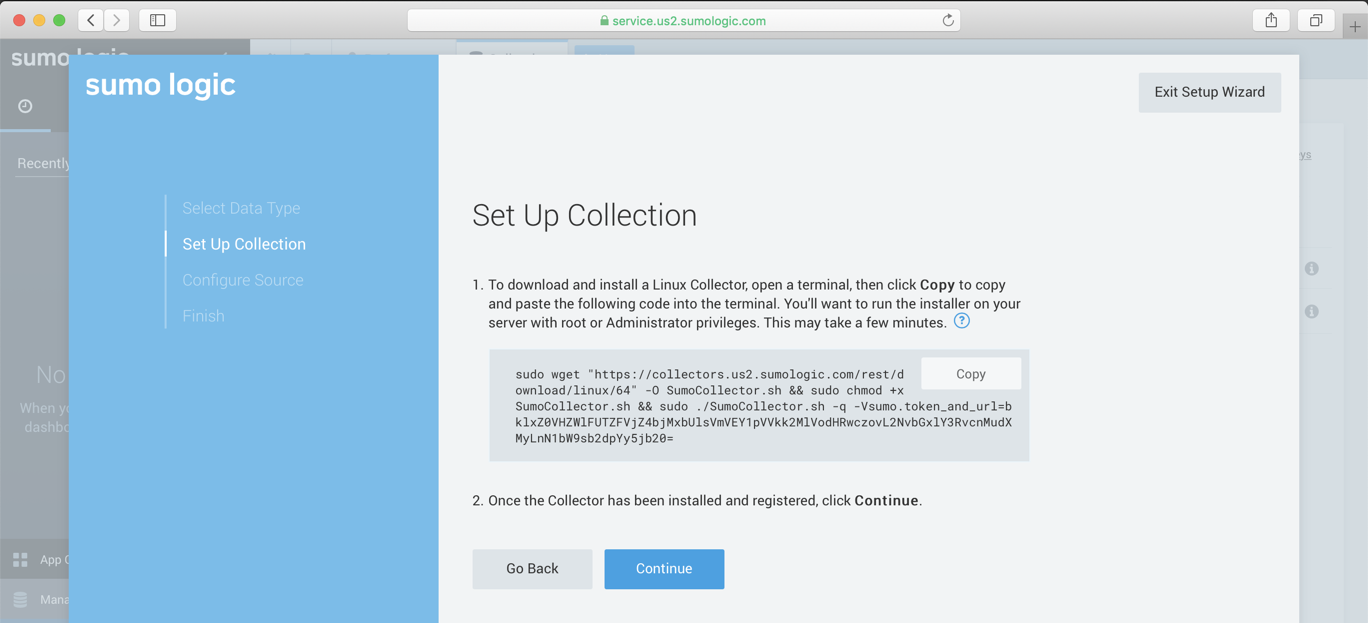 service.us2.sumologic.com
sumo logic
sumo logic
Exit Setup Wizard
Recently
Select Data Type
Set Up Collection
Configure Source
Finish
Set Up Collection
1. To download and install a Linux Collector, open a terminal, then click Copy to copy
and paste the following code into the terminal. You'll want to run the installer on your
server with root or Administrator privileges. This may take a few minutes. ?
Copy
sudo wget "https://collectors.us2.sumologic.com/rest/d
ownload/linux/64" -O SumoCollector.sh && sudo chmod +x
SumoCollector.sh && sudo ./SumoCollector.sh -q -Vsumo.token_and_url=b
klxZ0VHZWlFUTZFVjZ4bjMxbUlsVmVEY1pVVkk2MlVodHRwczovL2NvbGxlY3RvcnMudX
MyLnN1bW9sb2dpYy5jb20=
2. Once the Collector has been installed and registered, click Continue.
Go Back
Continue
No
When
App